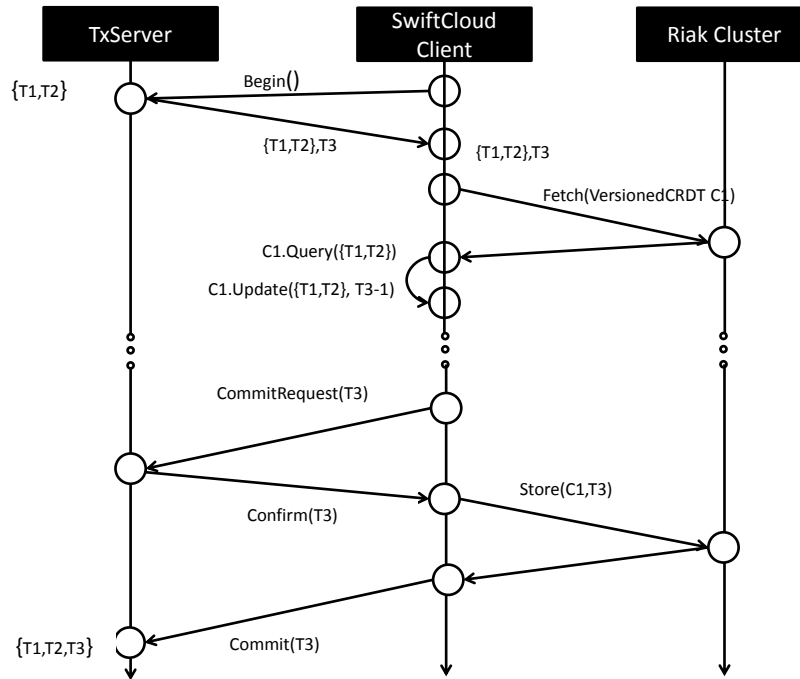 TxServer
SwiftCloud
Client
Riak Cluster
Begin()
{T1,T2}
{T1,T2},T3
{T1,T2},T3
Fetch(VersionedCRDT C1)
C1.Query({T1,T2})
C1.Update({T1,T2}, T3-1)
CommitRequest(T3)
Store(C1,T3)
Confirm(T3)
Commit(T3)
{T1,T2,T3}